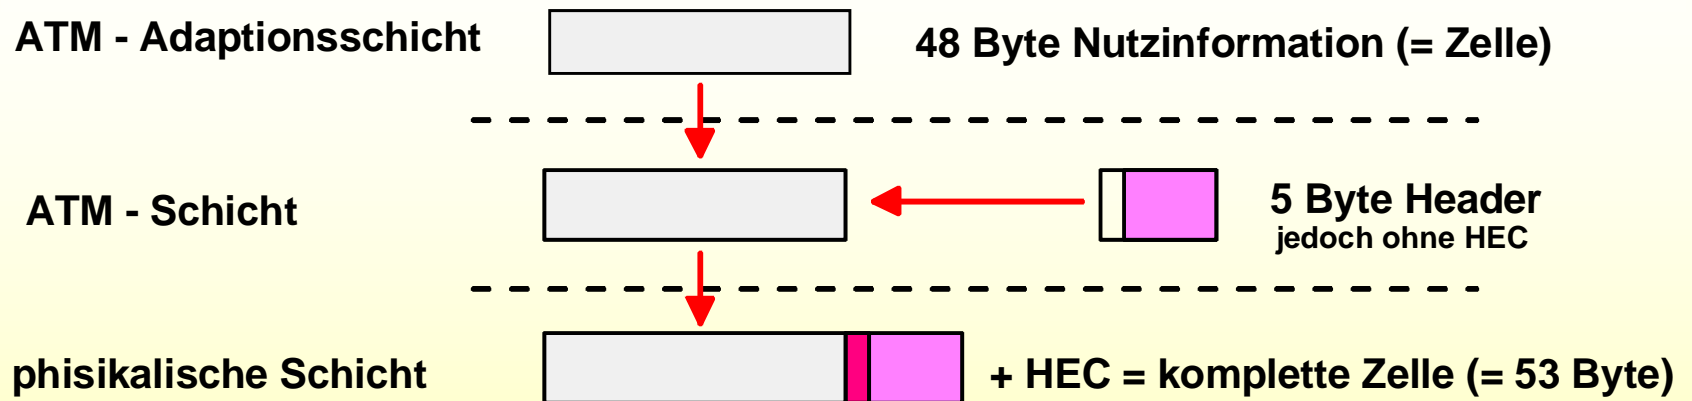 ATM - Adaptionsschicht
48 Byte Nutzinformation (= Zelle)
ATM - Schicht
5 Byte Header
jedoch ohne HEC
phisikalische Schicht
+ HEC = komplette Zelle (= 53 Byte)